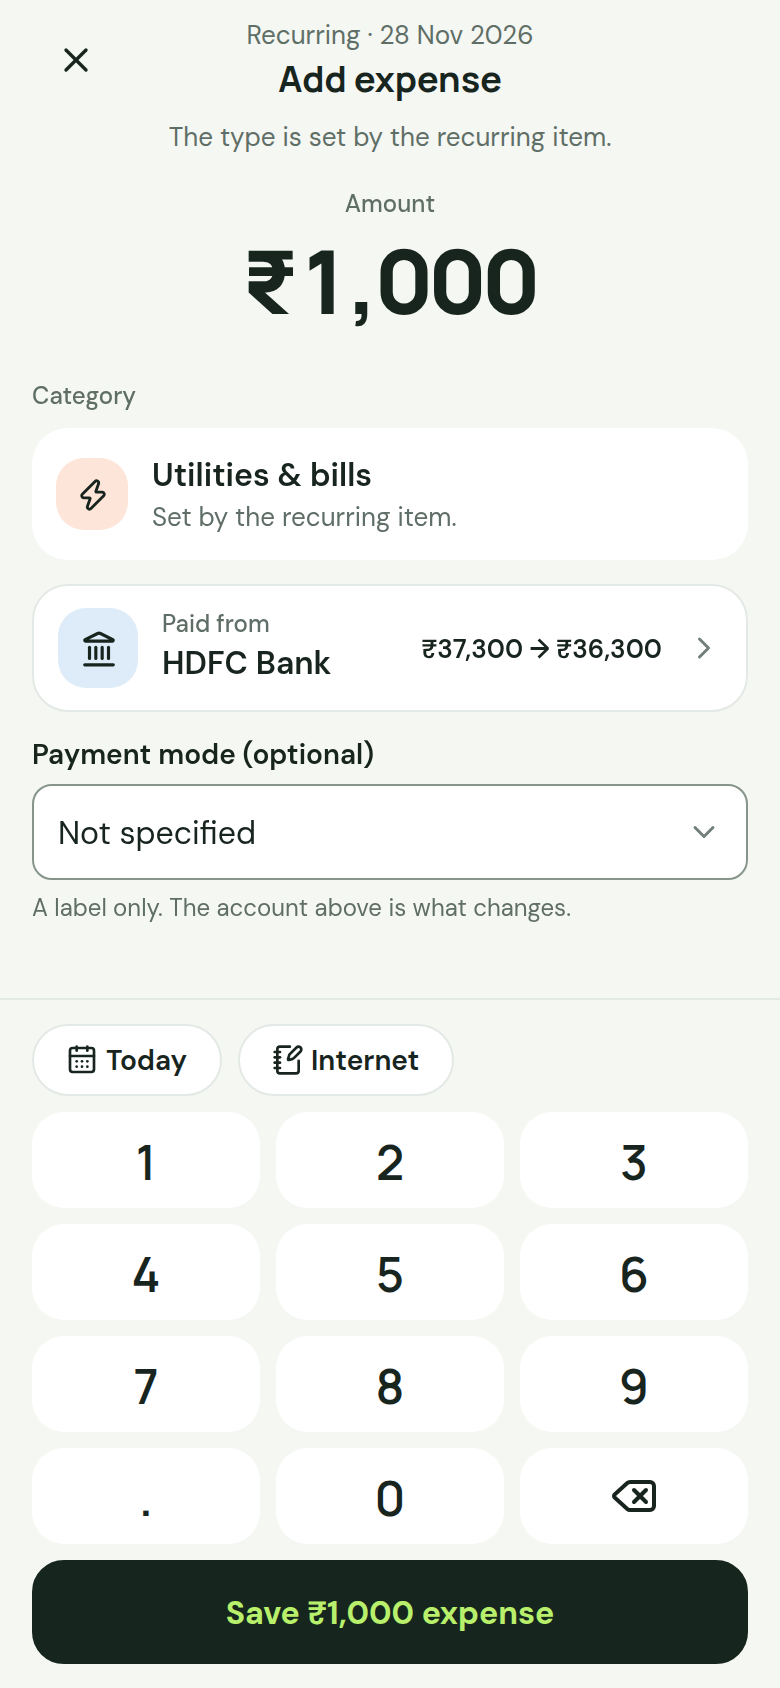 Recurring · 28 Nov 2026
Add expense
The type is set by the recurring item.
Amount
₹1,000
Category
Utilities & bills
Set by the recurring item.
Paid from
HDFC Bank
₹37,300 → ₹36,300
Payment mode (optional)
Not specified
A label only. The account above is what changes.
Today Internet
1 2 3
4 5 6
7 8 9
. 0
Save ₹1,000 expense